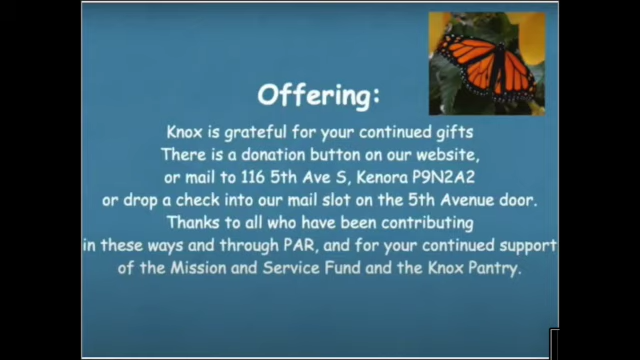 Offering:
Knox is grateful for your continued gifts
There is a donation button on our website,
or mail to 116 5th Ave S, Kenora P9N2A2
or drop a check into our mail slot on the 5th Avenue door.
Thanks to all who have been contributing
in these ways and through PAR, and for your continued support
of the Mission and Service Fund and the Knox Pantry.